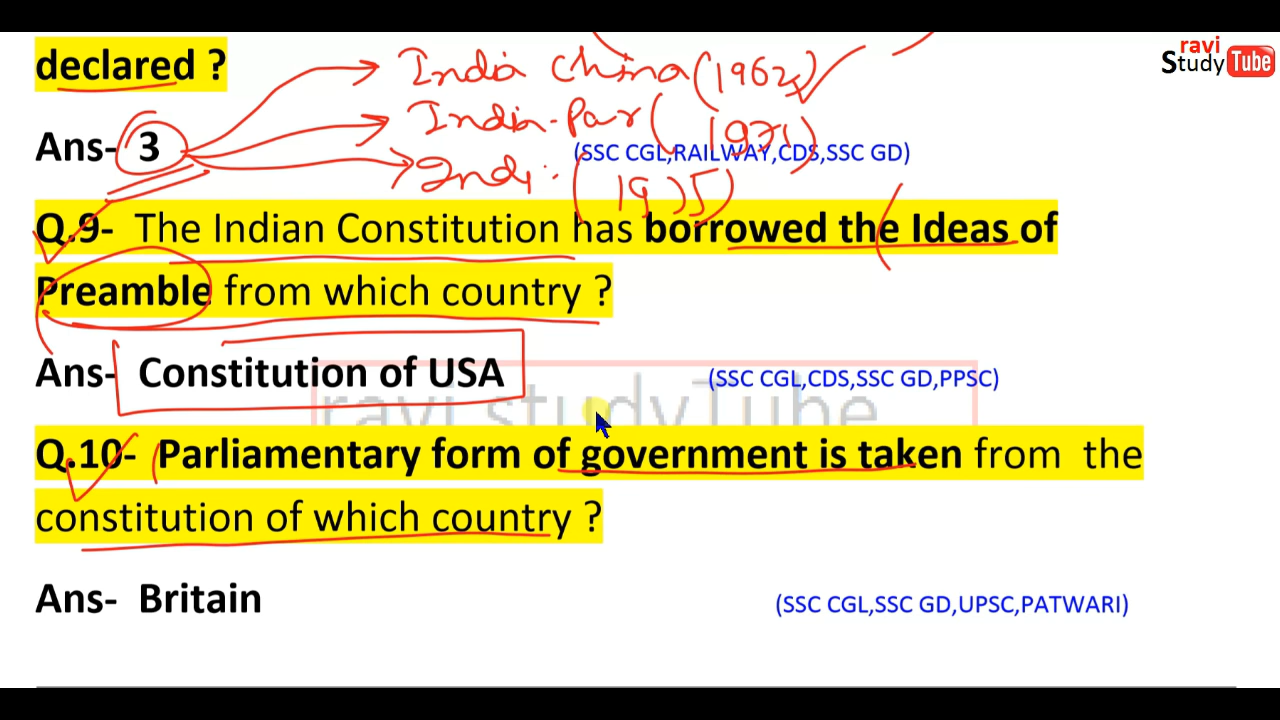 declared ?
India China (1962)
ravi
Study Tube
India-Pak (1971)
Ans- 3
(SSC CGL,RAILWAY,CDS,SSC GD)
Indi (1975)
Q.9- The Indian Constitution has borrowed the Ideas of
Preamble from which country ?
Ans- Constitution of USA
(SSC CGL,CDS,SSC GD,PPSC)
ravi studyTube
Q.10- Parliamentary form of government is taken from the
constitution of which country ?
Ans- Britain
(SSC CGL,SSC GD,UPSC,PATWARI)